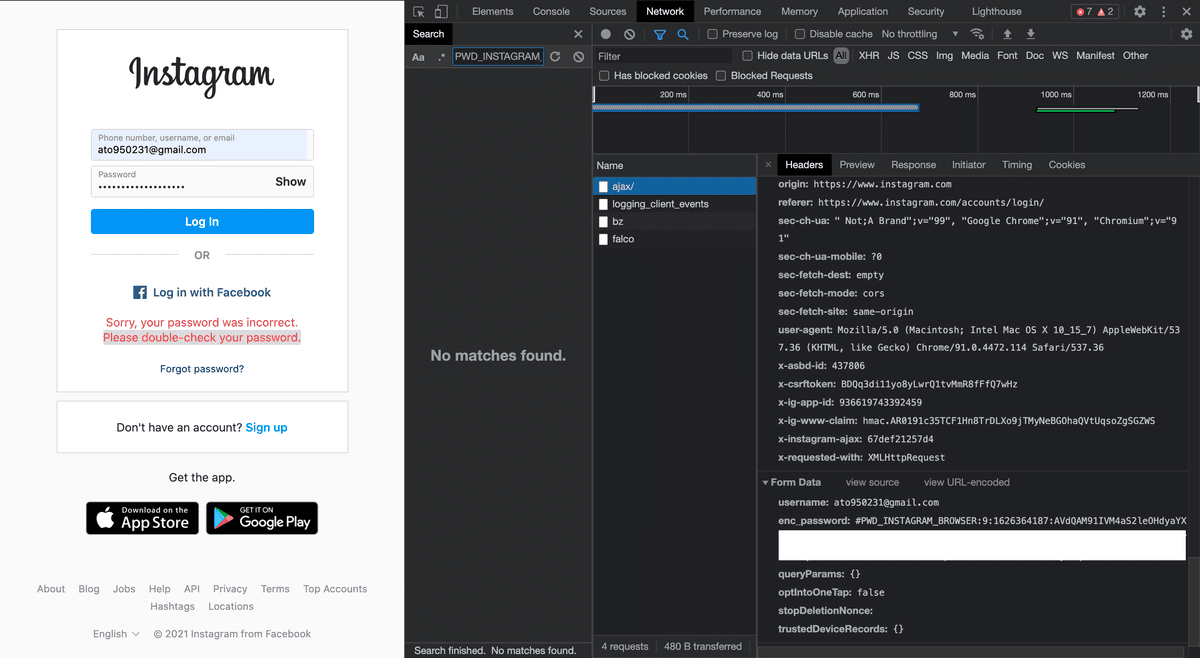 Instagram
Phone number, username, or email
ato950231@gmail.com
Password
••••••••••••••••••
Show
Log In
OR
Log in with Facebook
Sorry, your password was incorrect.
Please double-check your password.
Forgot password?
Don't have an account? Sign up
Get the app.
Download on the
App Store
GET IT ON
Google Play
About Blog Jobs Help API Privacy Terms Top Accounts
Hashtags Locations
English © 2021 Instagram from Facebook
Elements Console Sources Network Performance Memory Application Security Lighthouse 7 2
Search
Aa .* PWD_INSTAGRAM_
No matches found.
Search finished. No matches found.
Preserve log Disable cache No throttling
Filter
Hide data URLs All XHR JS CSS Img Media Font Doc WS Manifest Other
Has blocked cookies Blocked Requests
200 ms 400 ms 600 ms 800 ms 1000 ms 1200 ms
Name
ajax/
logging_client_events
bz
falco
4 requests 480 B transferred
Headers Preview Response Initiator Timing Cookies
origin: https://www.instagram.com
referer: https://www.instagram.com/accounts/login/
sec-ch-ua: " Not;A Brand";v="99", "Google Chrome";v="91", "Chromium";v="9
1"
sec-ch-ua-mobile: ?0
sec-fetch-dest: empty
sec-fetch-mode: cors
sec-fetch-site: same-origin
user-agent: Mozilla/5.0 (Macintosh; Intel Mac OS X 10_15_7) AppleWebKit/53
7.36 (KHTML, like Gecko) Chrome/91.0.4472.114 Safari/537.36
x-asbd-id: 437806
x-csrftoken: BDQq3di11yo8yLwrQ1tvMmR8fFfQ7wHz
x-ig-app-id: 936619743392459
x-ig-www-claim: hmac.AR0191c35TCF1Hn8TrDLXo9jTMyNeBGOhaQVtUqsoZgSGZWS
x-instagram-ajax: 67def21257d4
x-requested-with: XMLHttpRequest
Form Data view source view URL-encoded
username: ato950231@gmail.com
enc_password: #PWD_INSTAGRAM_BROWSER:9:1626364187:AVdQAM91IVM4aS2leOHdyaYX
queryParams: {}
optIntoOneTap: false
stopDeletionNonce:
trustedDeviceRecords: {}